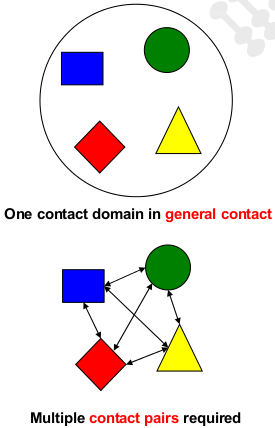 One contact domain in general contact
Multiple contact pairs required